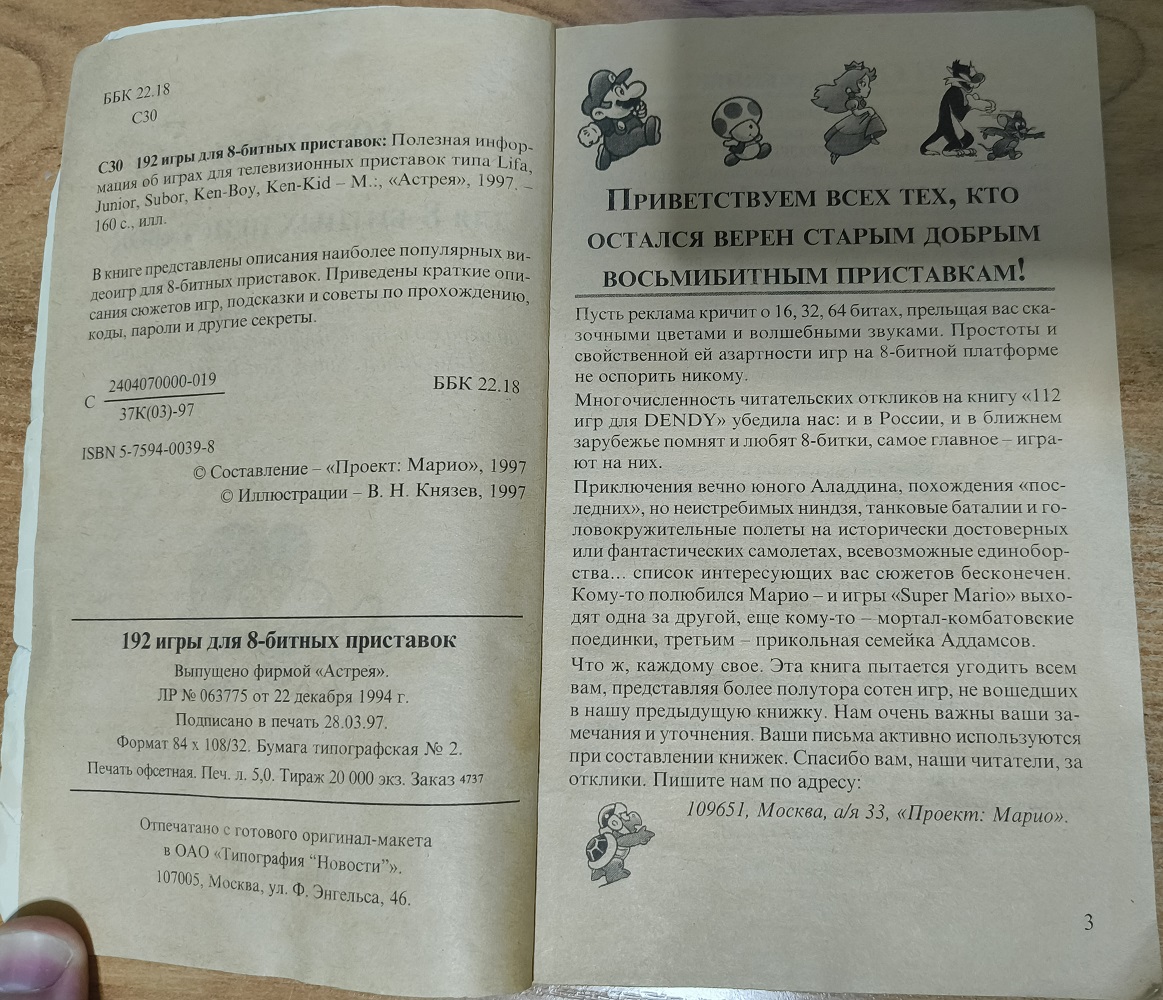 ББК 22.18
С30
С30 192 игры для 8-битных приставок: Полезная инфор-
мация об играх для телевизионных приставок типа Lifa,
Junior, Subor, Ken-Boy, Ken-Kid – М.:, «Астрея», 1997. –
160 с., илл.
В книге представлены описания наиболее популярных ви-
деоигр для 8-битных приставок. Приведены краткие опи-
сания сюжетов игр, подсказки и советы по прохождению,
коды, пароли и другие секреты.
С 2404070000-019
37К(03)-97
ББК 22.18
ISBN 5-7594-0039-8
© Составление – «Проект: Марио», 1997
© Иллюстрации – В. Н. Князев, 1997
192 игры для 8-битных приставок
Выпущено фирмой «Астрея».
ЛР № 063775 от 22 декабря 1994 г.
Подписано в печать 28.03.97.
Формат 84 х 108/32. Бумага типографская № 2.
Печать офсетная. Печ. л. 5,0. Тираж 20 000 экз. Заказ 4737
Отпечатано с готового оригинал-макета
в ОАО «Типография “Новости”».
107005, Москва, ул. Ф. Энгельса, 46.
Приветствуем всех тех, кто
остался верен старым добрым
восьмибитным приставкам!
Пусть реклама кричит о 16, 32, 64 битах, прельщая вас ска-
зочными цветами и волшебными звуками. Простоты и
свойственной ей азартности игр на 8-битной платформе
не оспорить никому.
Многочисленность читательских откликов на книгу «112
игр для DENDY» убедила нас: и в России, и в ближнем
зарубежье помнят и любят 8-битки, самое главное – игра-
ют на них.
Приключения вечно юного Аладдина, похождения «пос-
ледних», но неистребимых ниндзя, танковые баталии и го-
ловокружительные полеты на исторически достоверных
или фантастических самолетах, всевозможные единобор-
ства... список интересующих вас сюжетов бесконечен.
Кому-то полюбился Марио – и игры «Super Mario» выхо-
дят одна за другой, еще кому-то – мортал-комбатовские
поединки, третьим – прикольная семейка Аддамсов.
Что ж, каждому свое. Эта книга пытается угодить всем
вам, представляя более полутора сотен игр, не вошедших
в нашу предыдущую книжку. Нам очень важны ваши за-
мечания и уточнения. Ваши письма активно используются
при составлении книжек. Спасибо вам, наши читатели, за
отклики. Пишите нам по адресу:
109651, Москва, а/я 33, «Проект: Марио».
3